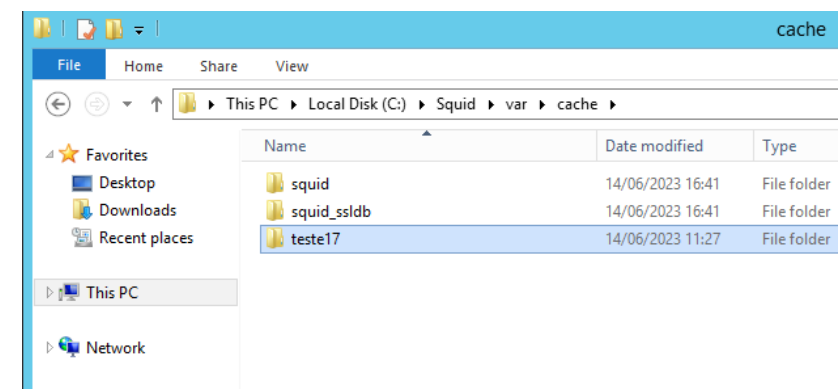 cache
File Home Share View
This PC Local Disk (C:) Squid var cache
Favorites
Desktop
Downloads
Recent places
This PC
Network
Name Date modified Type
squid 14/06/2023 16:41 File folder
squid_ssldb 14/06/2023 16:41 File folder
teste17 14/06/2023 11:27 File folder